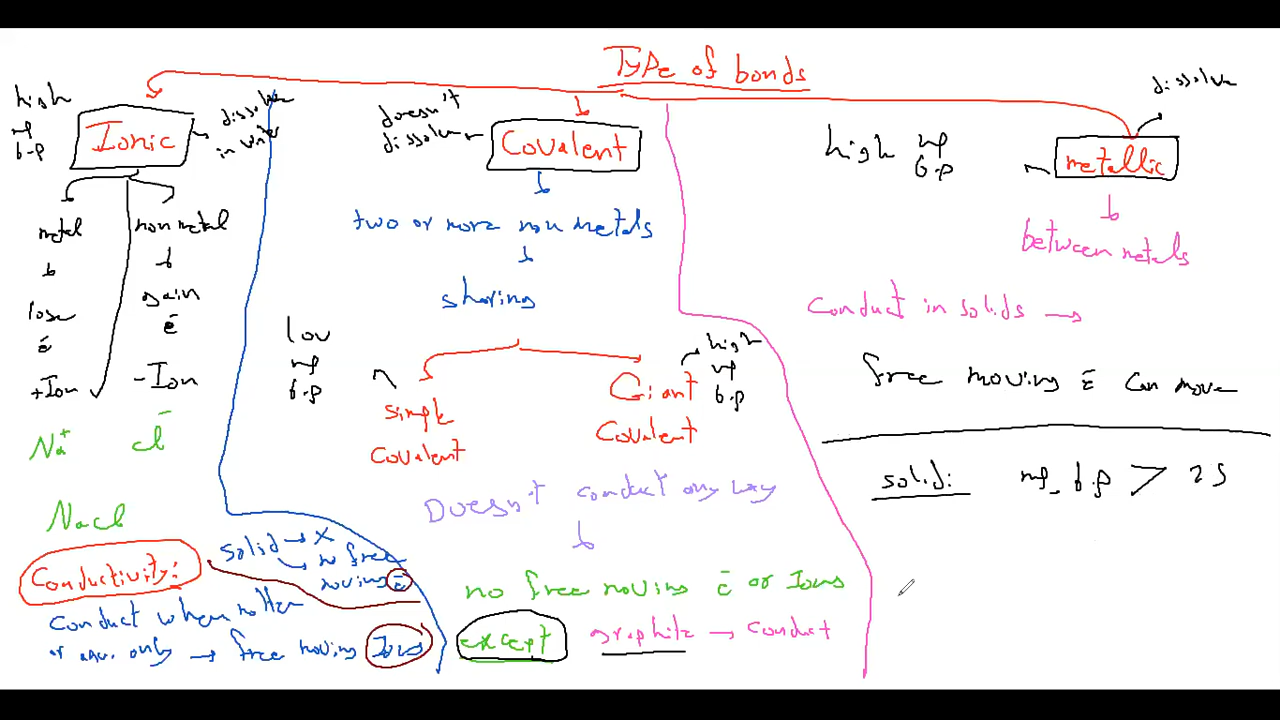 Type of bonds
high
mp
b.p
Ionic
dissolve
in water
metal
non metal
lose
ē
gain
ē
+Ion
-Ion
Na+
cl-
Nacl
Conductivity:
solid → X
no free
moving ē
Conduct when molten
or aqu. only → free moving Ions
doesn't
dissolve
Covalent
two or more non metals
sharing
low
mp
b.p
simple
Covalent
high
mp
b.p
Giant
Covalent
Doesn't conduct any way
no free moving ē or Ions
except
graphite → conduct
dissolve
high mp
b.p
metallic
between metals
Conduct in solids →
free moving ē can move
solid:
mp, b.p > 25